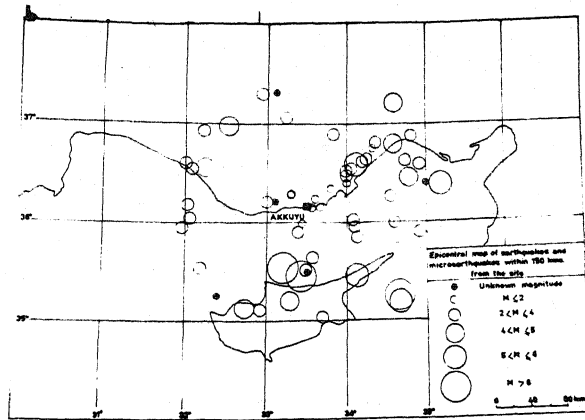 37°
36°
AKKUYU
35°
31°
32°
33°
34°
35°
Epicentral map of earthquakes and
microearthquakes within 150 kms.
from the site
Unknown magnitude
M ≤ 2
2 < M ≤ 4
4 < M ≤ 5
5 < M ≤ 6
M > 6
0 40 80 km